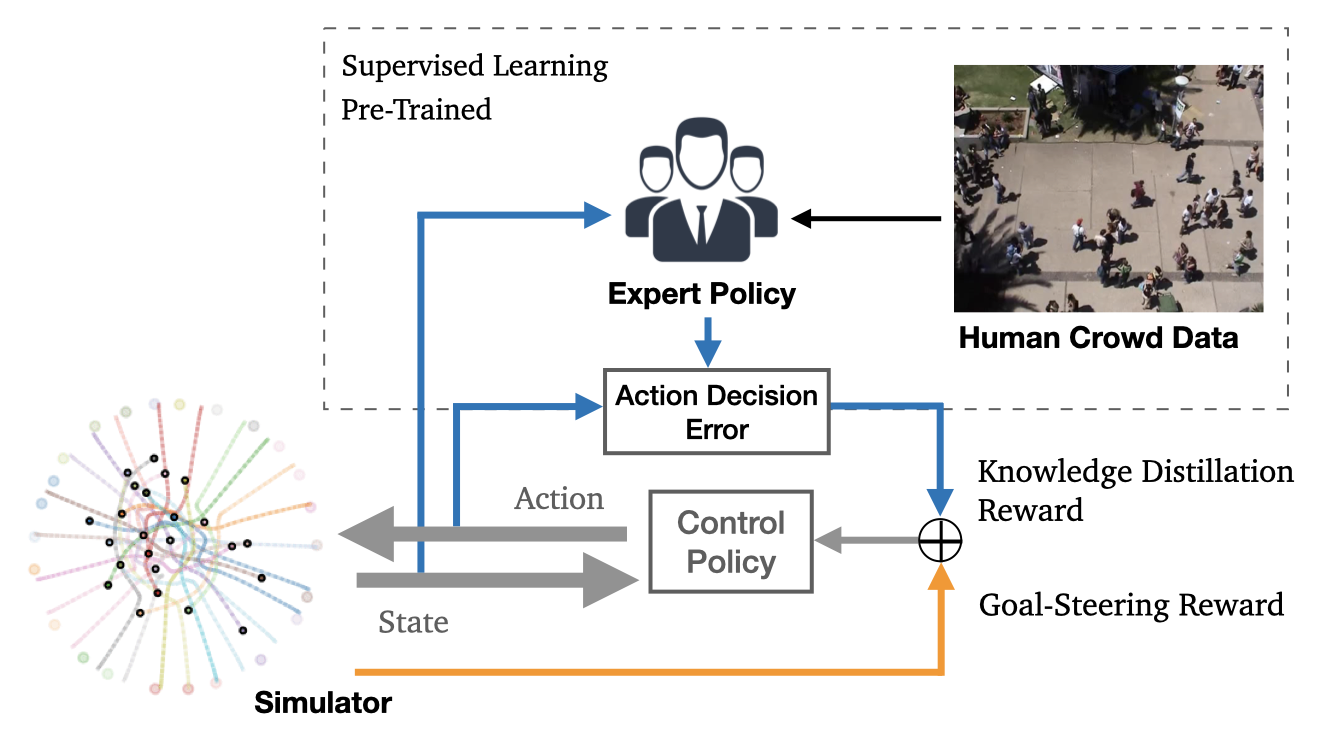 Supervised Learning
Pre-Trained
Expert Policy
Human Crowd Data
Action Decision
Error
Knowledge Distillation
Reward
Action
Control
Policy
State
Goal-Steering Reward
Simulator